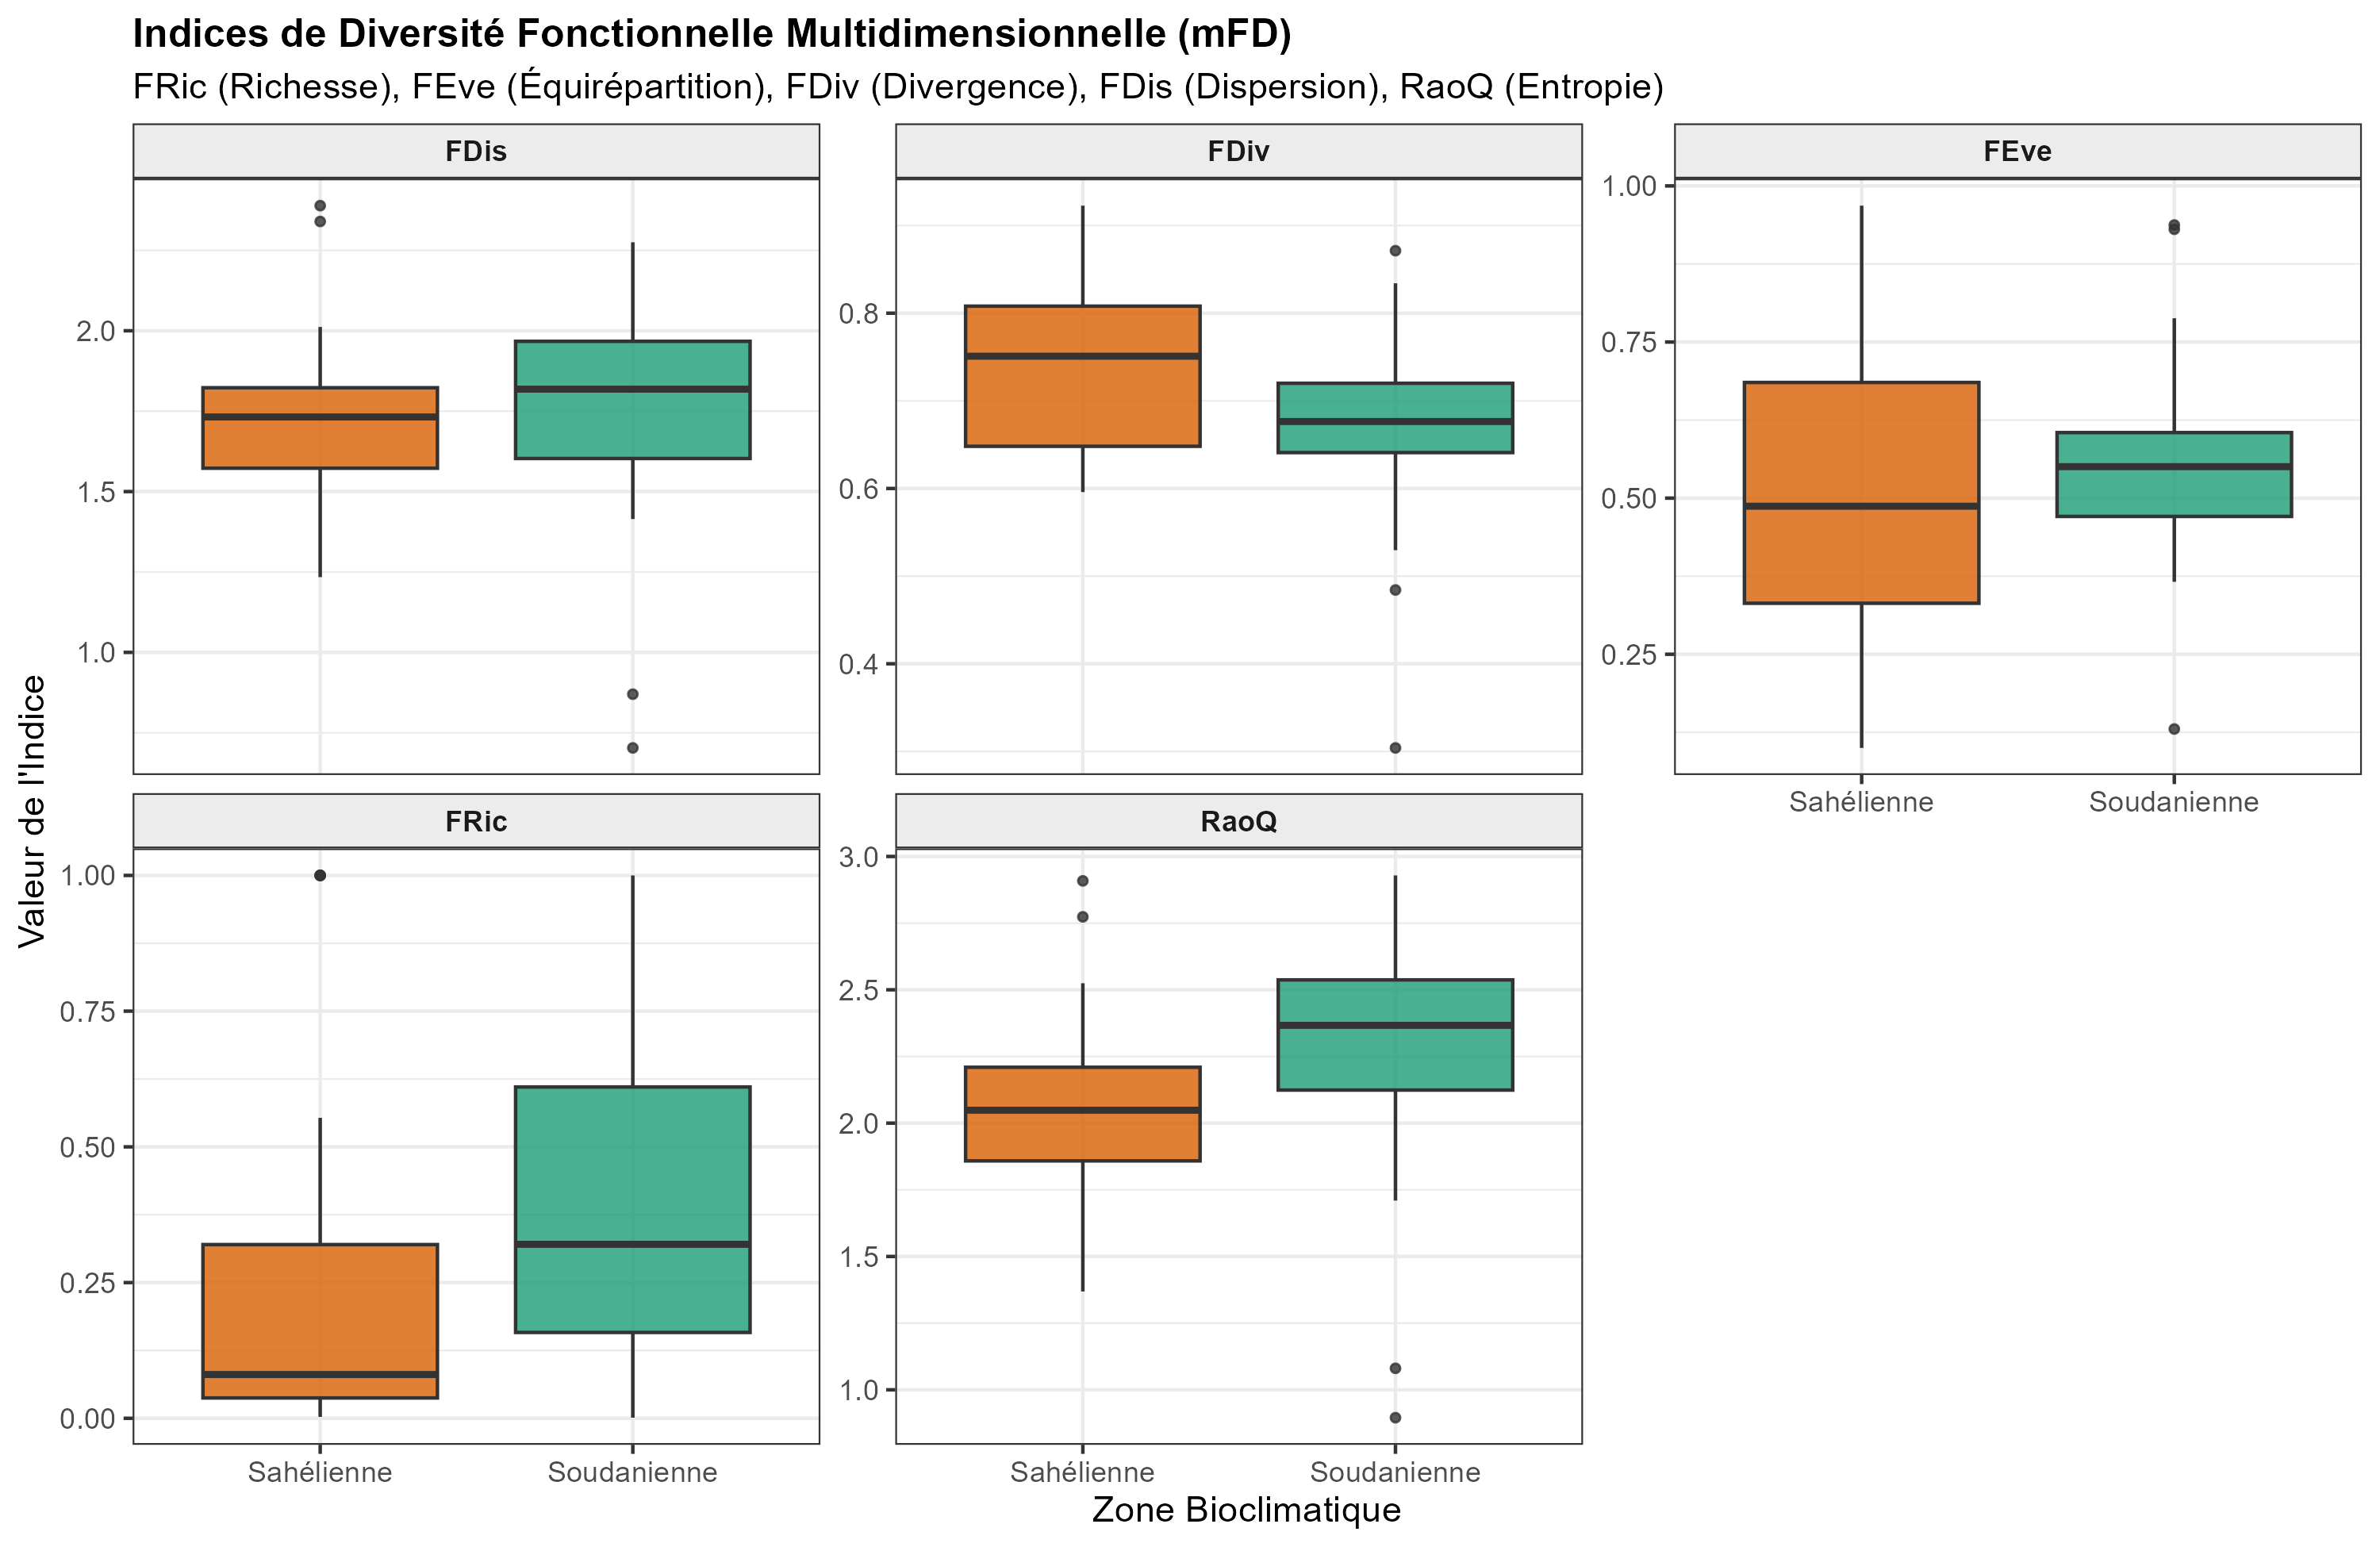 Indices de Diversité Fonctionnelle Multidimensionnelle (mFD)
FRic (Richesse), FEve (Équirépartition), FDiv (Divergence), FDis (Dispersion), RaoQ (Entropie)
Valeur de l'Indice
FDis
2.0
1.5
1.0
FDiv
0.8
0.6
0.4
FEve
1.00
0.75
0.50
0.25
Sahélienne Soudanienne
FRic
1.00
0.75
0.50
0.25
0.00
Sahélienne Soudanienne
RaoQ
3.0
2.5
2.0
1.5
1.0
Sahélienne Soudanienne
Zone Bioclimatique